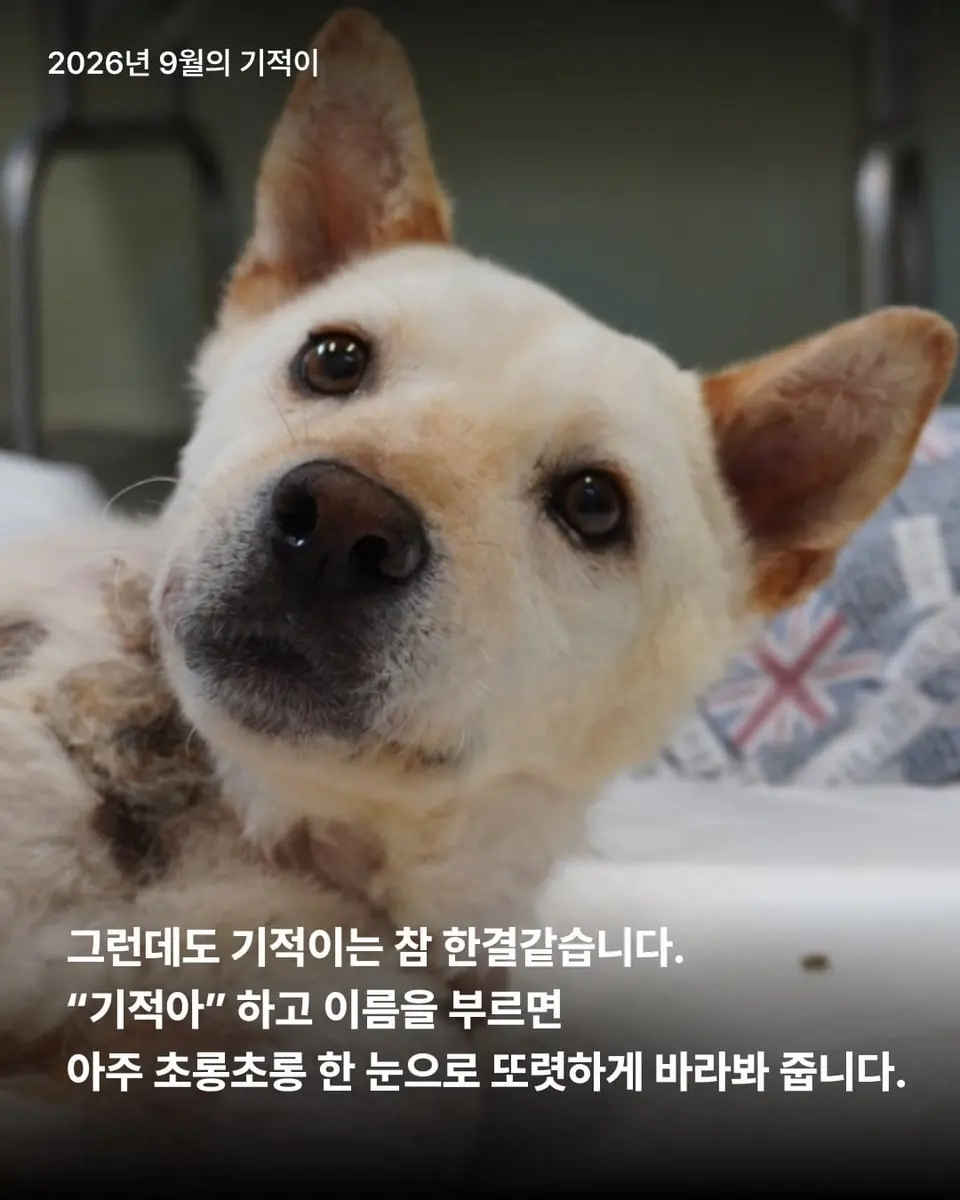 2026년 9월의 기적이
그런데도 기적이는 참 한결같습니다.
“기적아” 하고 이름을 부르면
아주 초롱초롱 한 눈으로 또렷하게 바라봐 줍니다.